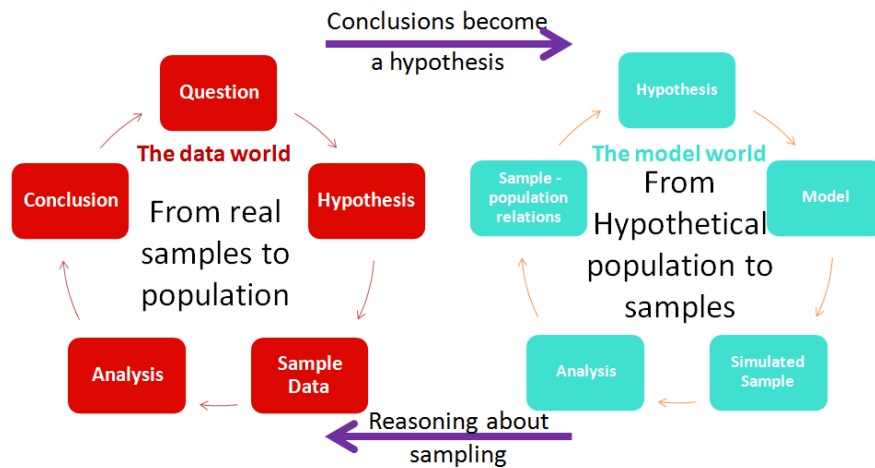 Conclusions become
a hypothesis
Question
The data world
Conclusion
Hypothesis
From real
samples to
population
Analysis
Sample
Data
Hypothesis
The model world
Sample -
population
relations
Model
From
Hypothetical
population to
samples
Analysis
Simulated
Sample
Reasoning about
sampling